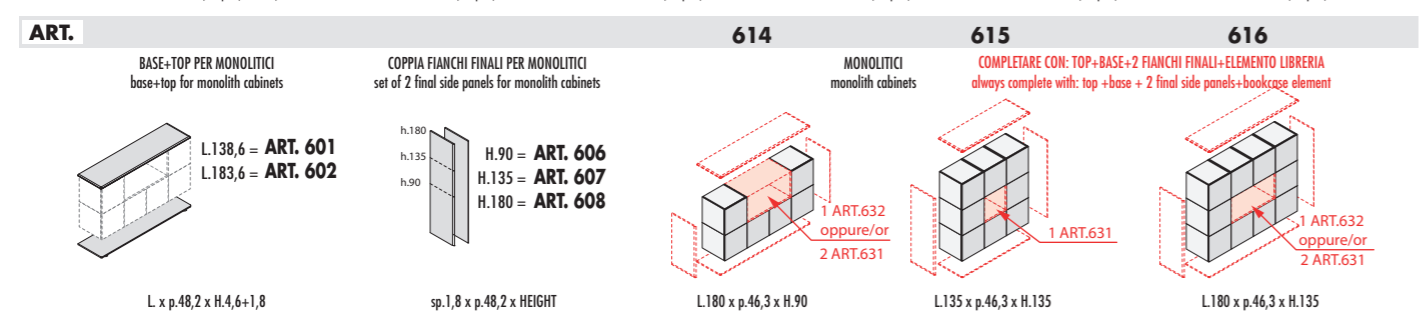 ART.
614
615
616
BASE+TOP PER MONOLITICI
base+top for monolith cabinets
L.138,6 = ART. 601
L.183,6 = ART. 602
L. x p.48,2 x H.4,6+1,8
COPPIA FIANCHI FINALI PER MONOLITICI
set of 2 final side panels for monolith cabinets
h.180
h.135
h.90
H.90 = ART. 606
H.135 = ART. 607
H.180 = ART. 608
sp.1,8 x p.48,2 x HEIGHT
MONOLITICI
monolith cabinets
COMPLETARE CON: TOP+BASE+2 FIANCHI FINALI+ELEMENTO LIBRERIA
always complete with: top +base + 2 final side panels+bookcase element
1 ART.632
oppure/or
2 ART.631
L.180 x p.46,3 x H.90
1 ART.631
L.135 x p.46,3 x H.135
1 ART.632
oppure/or
2 ART.631
L.180 x p.46,3 x H.135